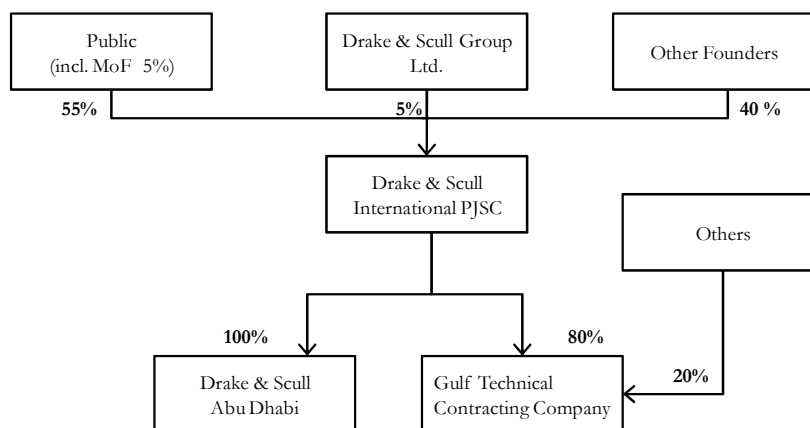 Public
(incl. MoF 5%)
Drake & Scull Group
Ltd.
Other Founders
55%
5%
40 %
Drake & Scull
International PJSC
Others
100%
80%
Drake & Scull
Abu Dhabi
Gulf Technical
Contracting Company
20%